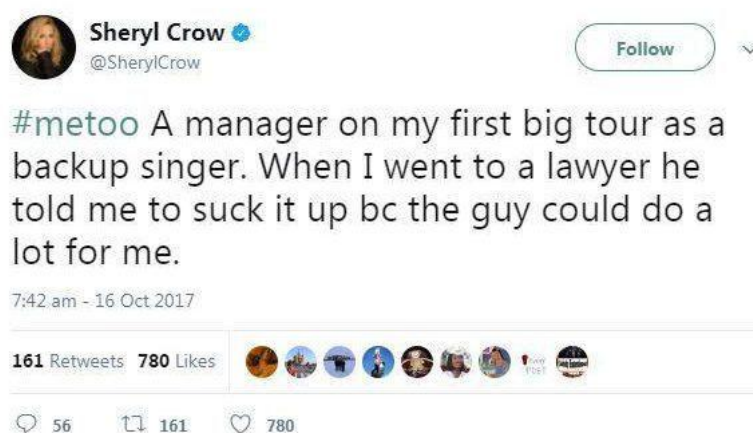 Sheryl Crow
@SherylCrow
Follow
#metoo A manager on my first big tour as a
backup singer. When I went to a lawyer he
told me to suck it up bc the guy could do a
lot for me.
7:42 am - 16 Oct 2017
161 Retweets 780 Likes
56 161 780